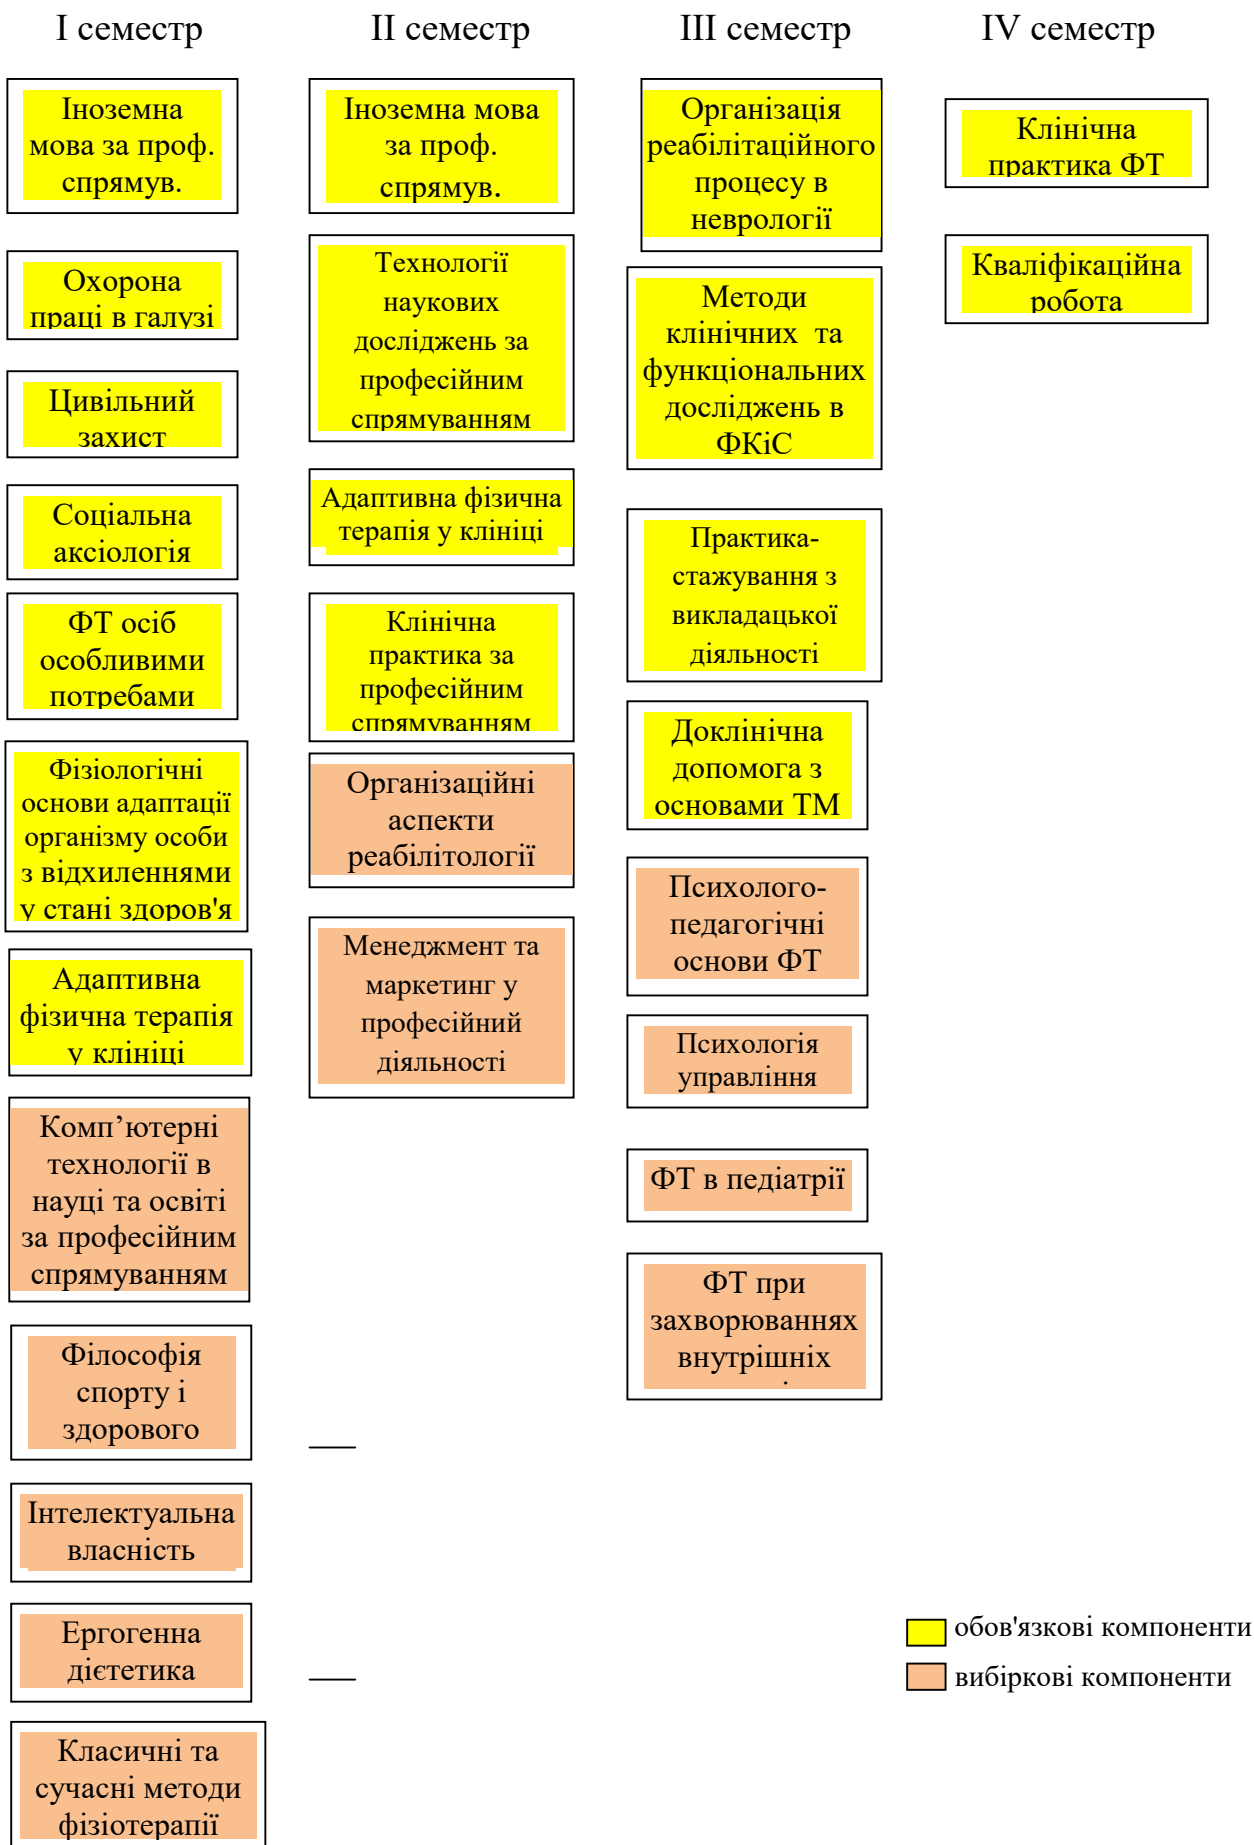 I семестр
Іноземна
мова за проф.
спрямув.
Охорона
праці в галузі
Цивільний
захист
Соціальна
аксіологія
ФТ осіб
особливими
потребами
Фізіологічні
основи адаптації
організму особи
з відхиленнями
у стані здоров'я
Адаптивна
фізична терапія
у клініці
Комп’ютерні
технології в
науці та освіті
за професійним
спрямуванням
Філософія
спорту і
здорового
Інтелектуальна
власність
Ергогенна
дієтетика
Класичні та
сучасні методи
фізіотерапії
II семестр
Іноземна мова
за проф.
спрямув.
Технології
наукових
досліджень за
професійним
спрямуванням
Адаптивна фізична
терапія у клініці
Клінічна
практика за
професійним
спрямуванням
Організаційні
аспекти
реабілітології
Менеджмент та
маркетинг у
професійний
діяльності
III семестр
Організація
реабілітаційного
процесу в
неврології
Методи
клінічних та
функціональних
досліджень в
ФКіС
Практика-
стажування з
викладацької
діяльності
Доклінічна
допомога з
основами ТМ
Психолого-
педагогічні
основи ФТ
Психологія
управління
ФТ в педіатрії
ФТ при
захворюваннях
внутрішніх
IV семестр
Клінічна
практика ФТ
Кваліфікаційна
робота
обов'язкові компоненти
вибіркові компоненти